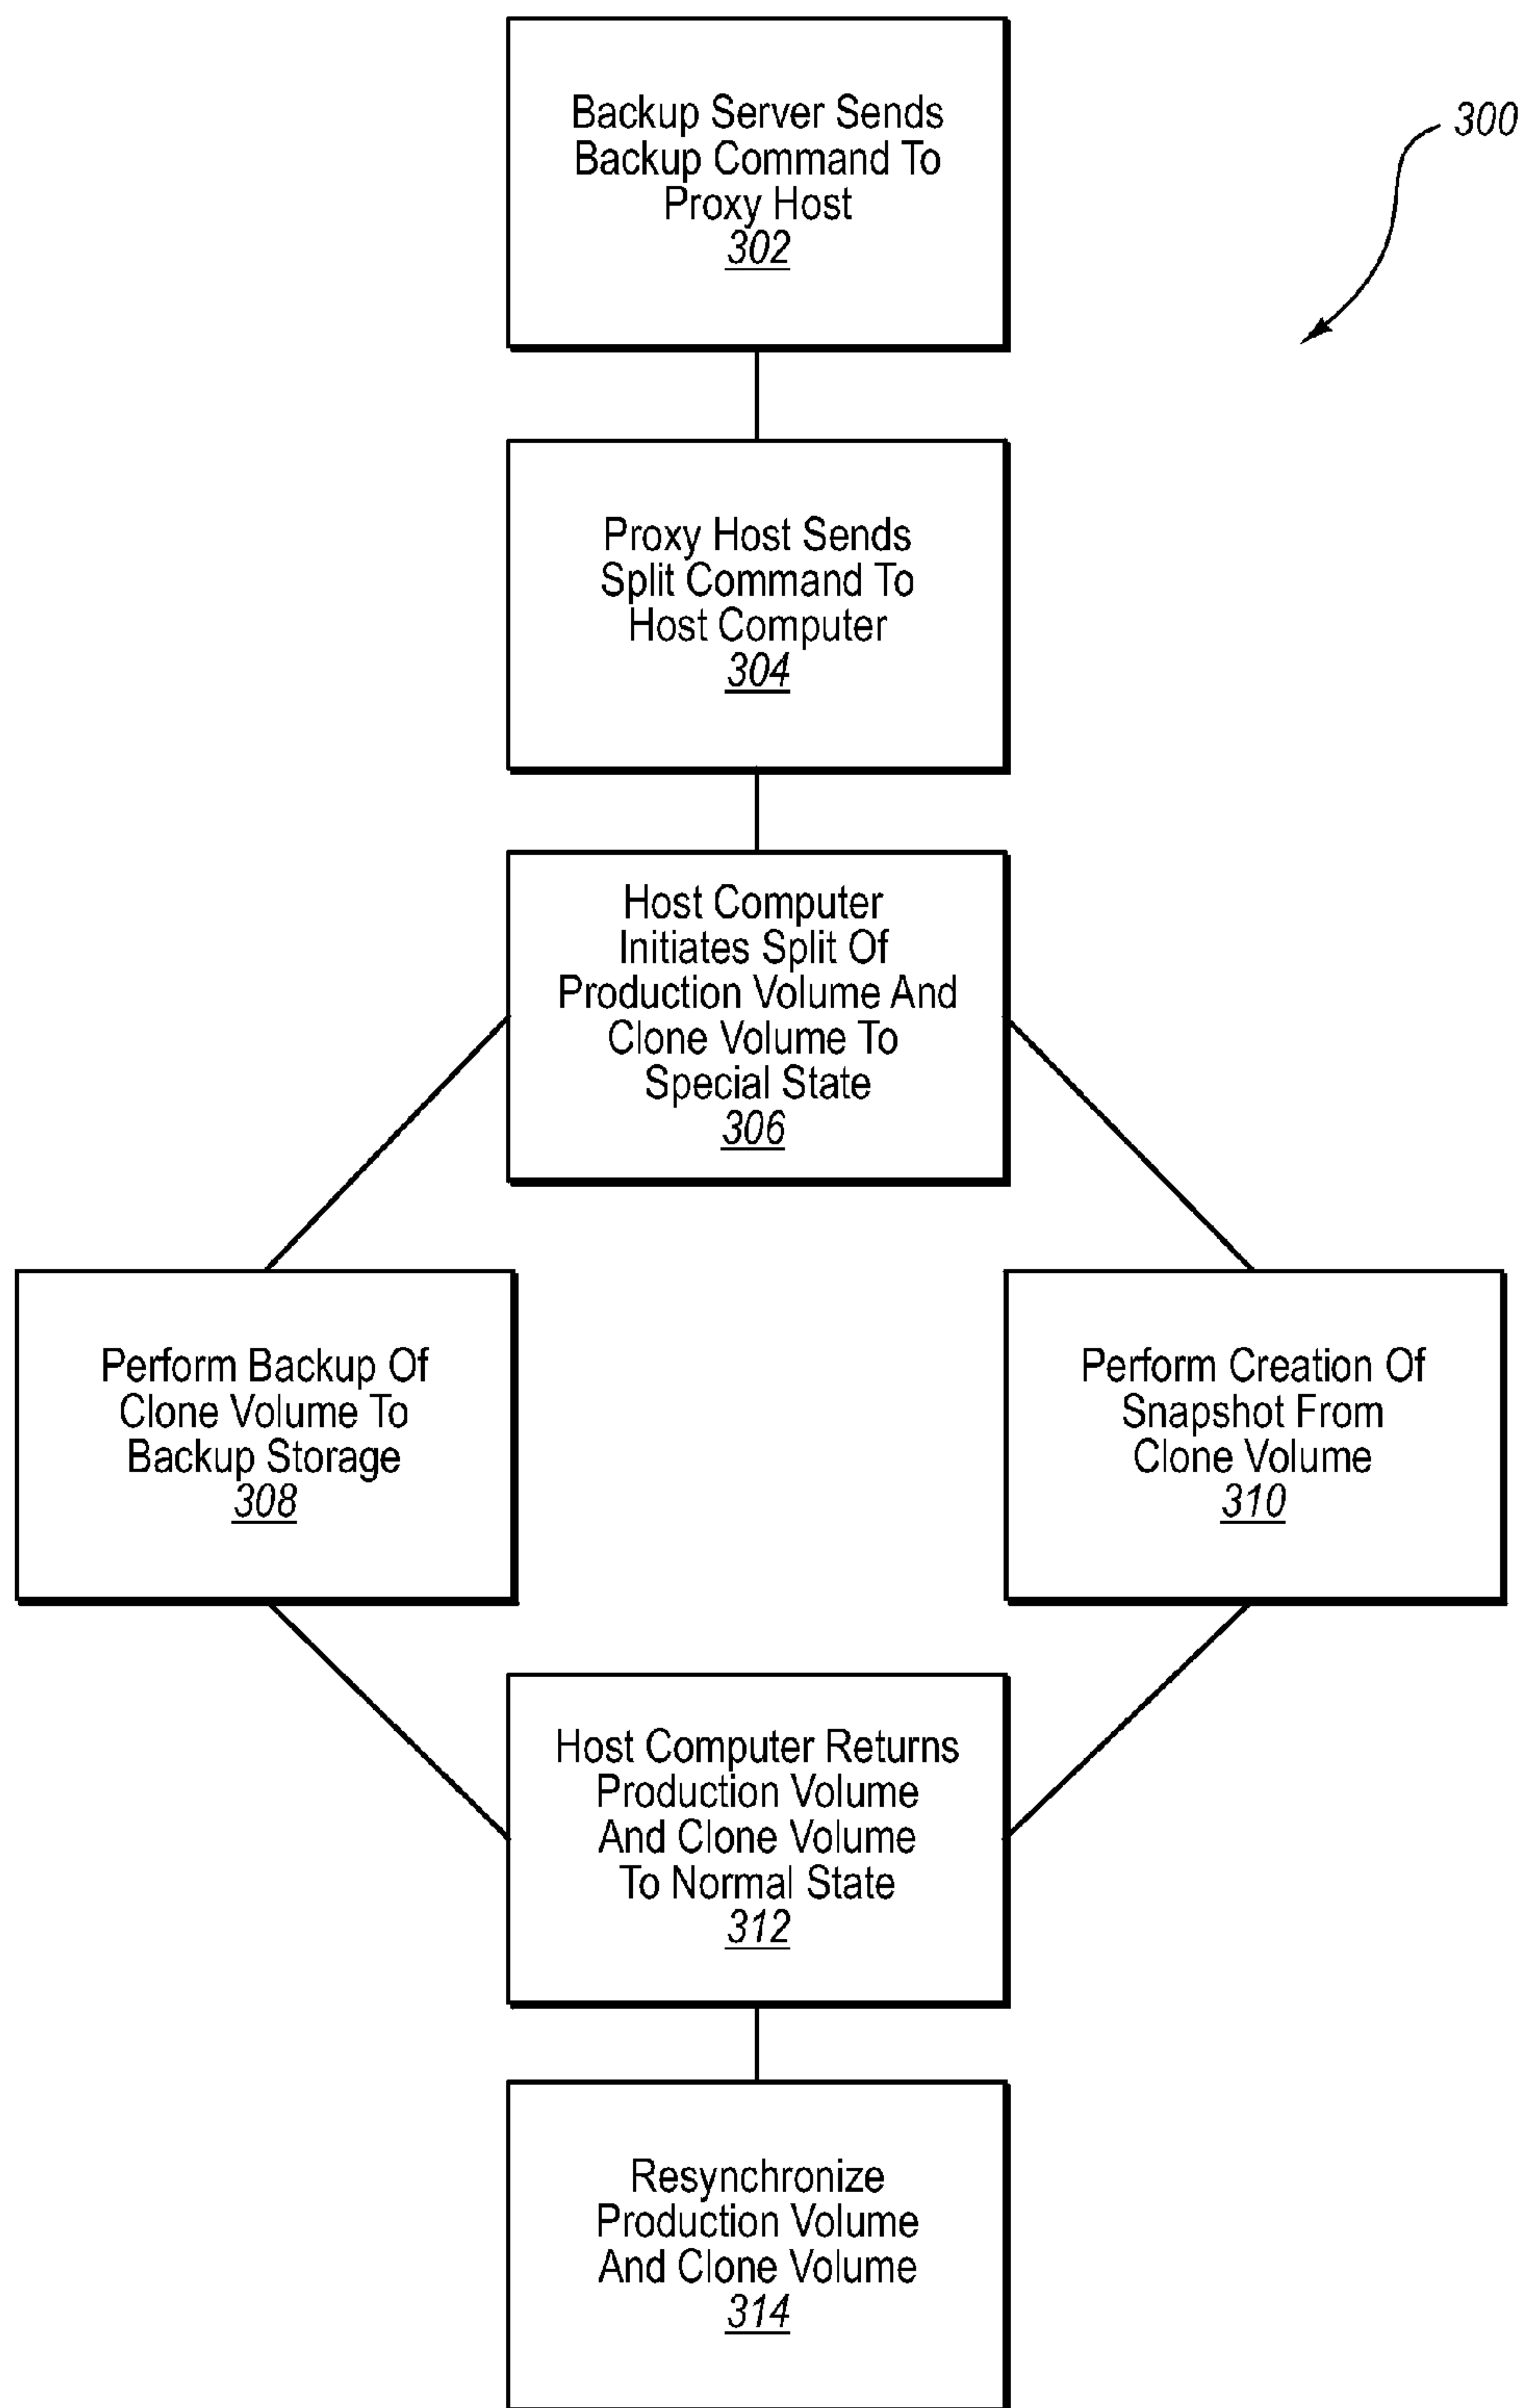 Backup Server Sends
Backup Command To
Proxy Host
302
300
Proxy Host Sends
Split Command To
Host Computer
304
Host Computer
Initiates Split Of
Production Volume And
Clone Volume To
Special State
306
Perform Backup Of
Clone Volume To
Backup Storage
308
Perform Creation Of
Snapshot From
Clone Volume
310
Host Computer Returns
Production Volume
And Clone Volume
To Normal State
312
Resynchronize
Production Volume
And Clone Volume
314